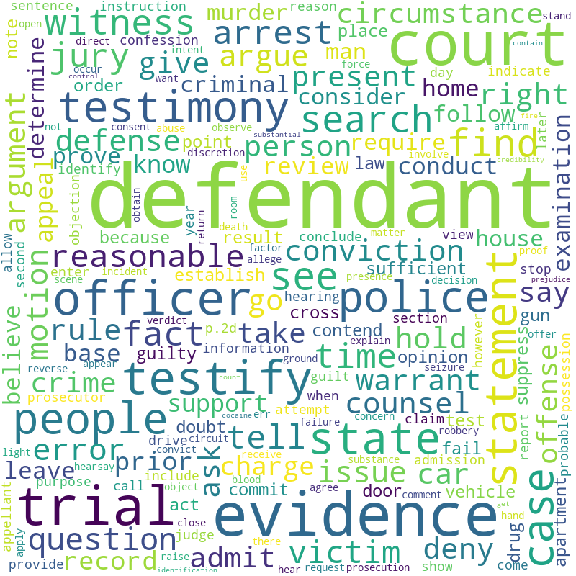 sentence instruction murder reason circumstance stand
open witness direct confession arrest intent place contain
note jury occur give argue man indicate
control want force day
order criminal present court
determine testimony consent abuse observe consider home right
not substantial search follow affirm later
defense discretion person find involve
argument prove point require credibility
identify know review law conduct
appeal objection obtain use
defendant examination
year return room death matter
because result factor conclude view house proof
allow second enter allege conviction presence
reasonable establish see decision stop prejudice
scene incident sufficient
motion officer go hearing police say
believe appear verdict cross section gun offer
reverse rule fact p.2d take contend statement
base guilty information ground opinion however
prosecutor time hold explain suppress
crime testify guilt when warrant seizure
support doubt attempt counsel claim test report possession
people cocaine err count failure concern fail offense probable
light drive circuit convict tell state robbery
hearsay error prior receive substance admission
leave charge issue car
purpose include ask blood door vehicle case
appellant call object commit agree comment drug apartment
trial act evidence get hand
apply question close judge there victim deny come
provide record raise admit hear request prosecution show
identification